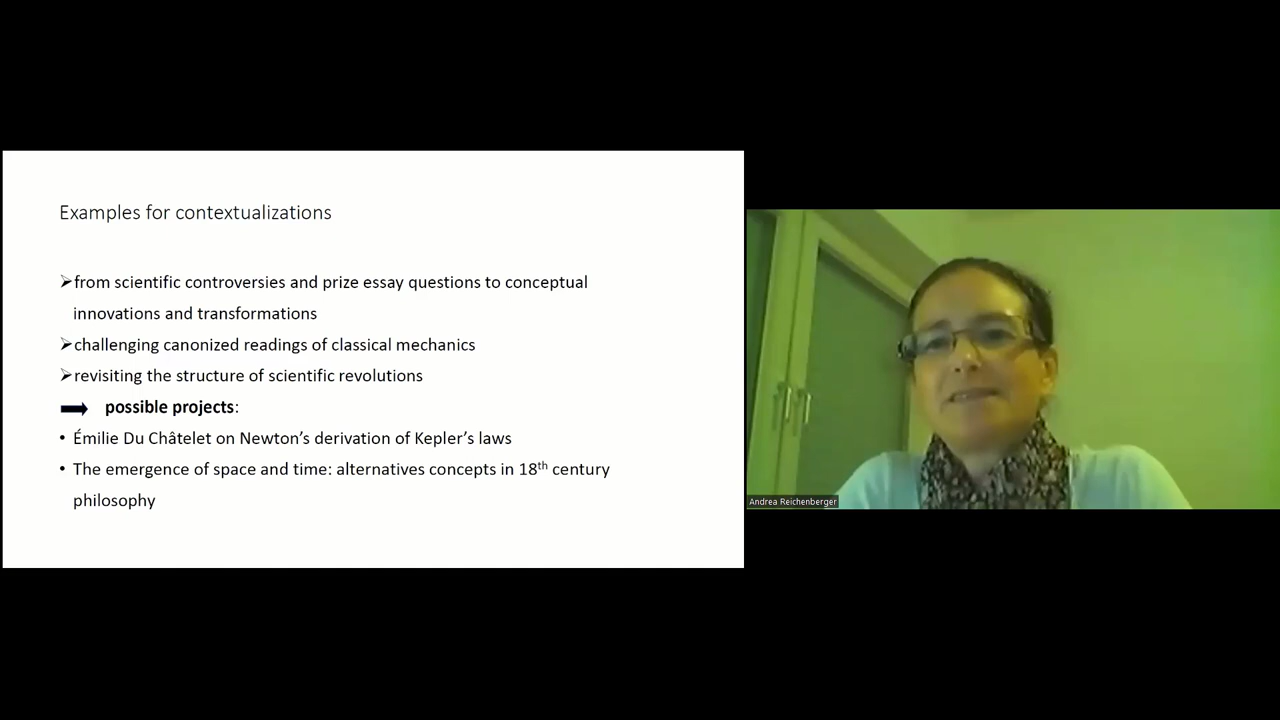 Examples for contextualizations
➢from scientific controversies and prize essay questions to conceptual
innovations and transformations
➢challenging canonized readings of classical mechanics
➢revisiting the structure of scientific revolutions
➡ possible projects:
• Émilie Du Châtelet on Newton’s derivation of Kepler’s laws
• The emergence of space and time: alternatives concepts in 18th century
philosophy
Andrea Reichenberger